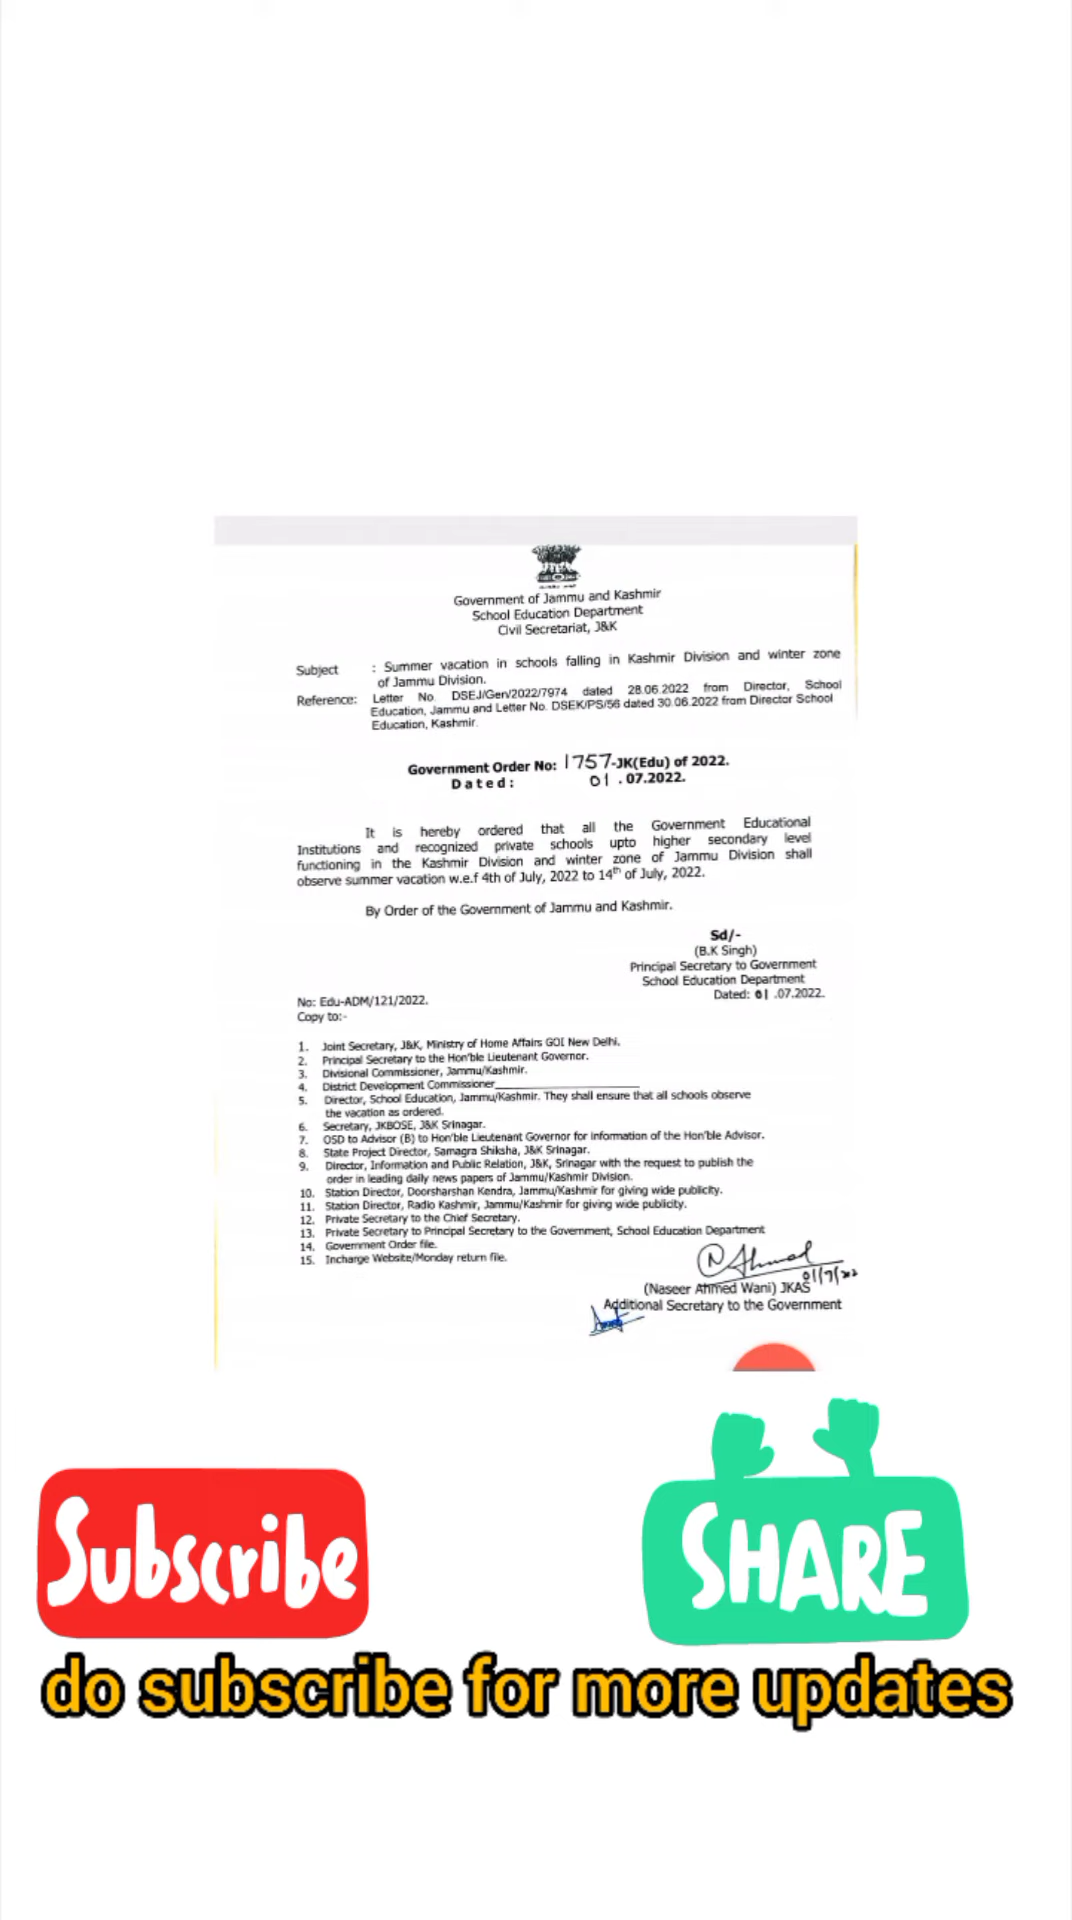 Government of Jammu and Kashmir
School Education Department
Civil Secretariat, J&K
Subject : Summer vacation in schools falling in Kashmir Division and winter zone
of Jammu Division.
Reference: Letter No. DSEJ/Gen/2022/7974 dated 28.06.2022 from Director, School
Education, Jammu and Letter No. DSEK/PS/56 dated 30.06.2022 from Director School
Education, Kashmir.
Government Order No: 1757-JK(Edu) of 2022.
Dated: 01.07.2022.
It is hereby ordered that all the Government Educational
Institutions and recognized private schools upto higher secondary level
functioning in the Kashmir Division and winter zone of Jammu Division shall
observe summer vacation w.e.f 4th of July, 2022 to 14th of July, 2022.
By Order of the Government of Jammu and Kashmir.
Sd/-
(B.K Singh)
Principal Secretary to Government
School Education Department
No: Edu-ADM/121/2022. Dated: 01.07.2022.
Copy to:-
1. Joint Secretary, J&K, Ministry of Home Affairs GOI New Delhi.
2. Principal Secretary to the Hon'ble Lieutenant Governor.
3. Divisional Commissioner, Jammu/Kashmir.
4. District Development Commissioner____________________
5. Director, School Education, Jammu/Kashmir. They shall ensure that all schools observe
the vacation as ordered.
6. Secretary, JKBOSE, J&K Srinagar.
7. OSD to Advisor (B) to Hon'ble Lieutenant Governor for information of the Hon'ble Advisor.
8. State Project Director, Samagra Shiksha, J&K Srinagar.
9. Director, Information and Public Relation, J&K, Srinagar with the request to publish the
order in leading daily news papers of Jammu/Kashmir Division.
10. Station Director, Doorsharshan Kendra, Jammu/Kashmir for giving wide publicity.
11. Station Director, Radio Kashmir, Jammu/Kashmir for giving wide publicity.
12. Private Secretary to the Chief Secretary.
13. Private Secretary to Principal Secretary to the Government, School Education Department
14. Government Order file.
15. Incharge Website/Monday return file.
(Naseer Ahmed Wani) JKAS
Additional Secretary to the Government
Subscribe
SHARE
do subscribe for more updates